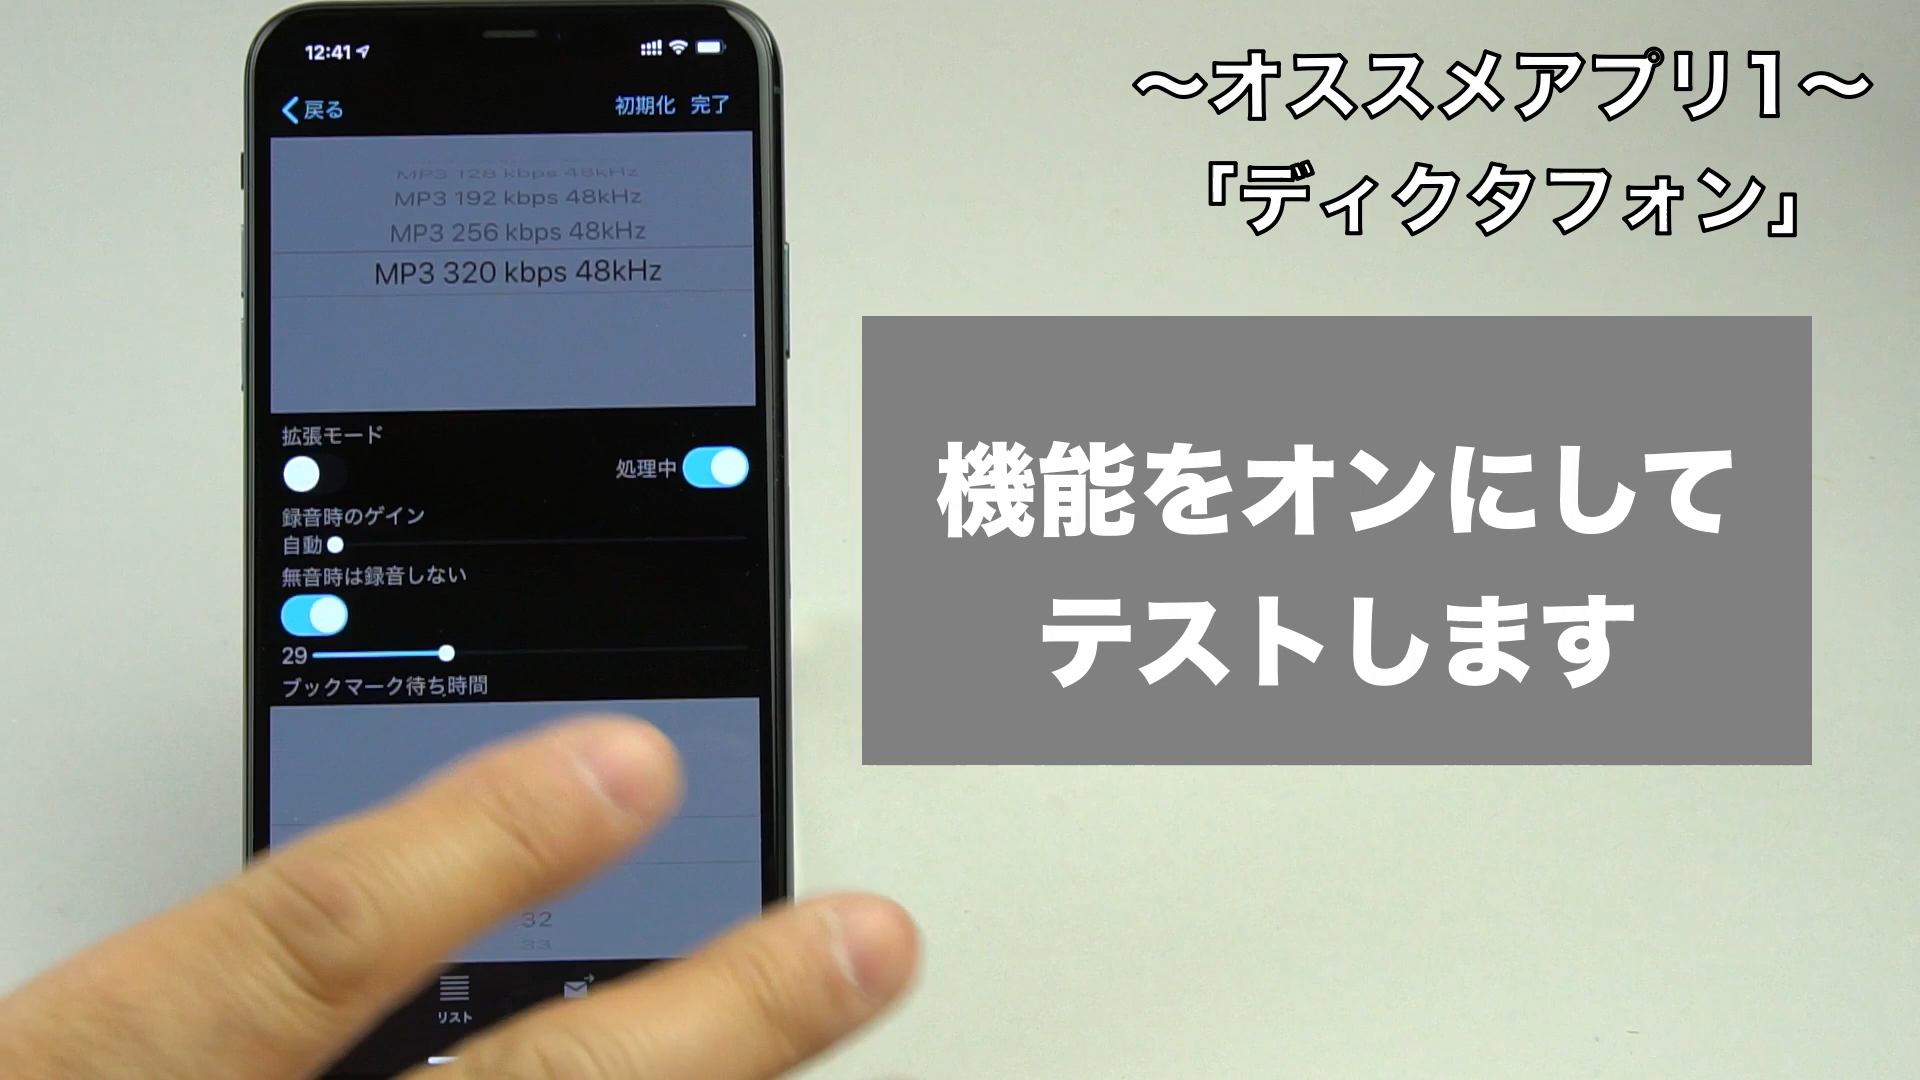 12:41
戻る
初期化 完了
MP3 128 kbps 48kHz
MP3 192 kbps 48kHz
MP3 256 kbps 48kHz
MP3 320 kbps 48kHz
拡張モード
処理中
録音時のゲイン
自動
無音時は録音しない
29
ブックマーク待ち時間
32
33
リスト
〜オススメアプリ1〜
「ディクタフォン」
機能をオンにして
テストします